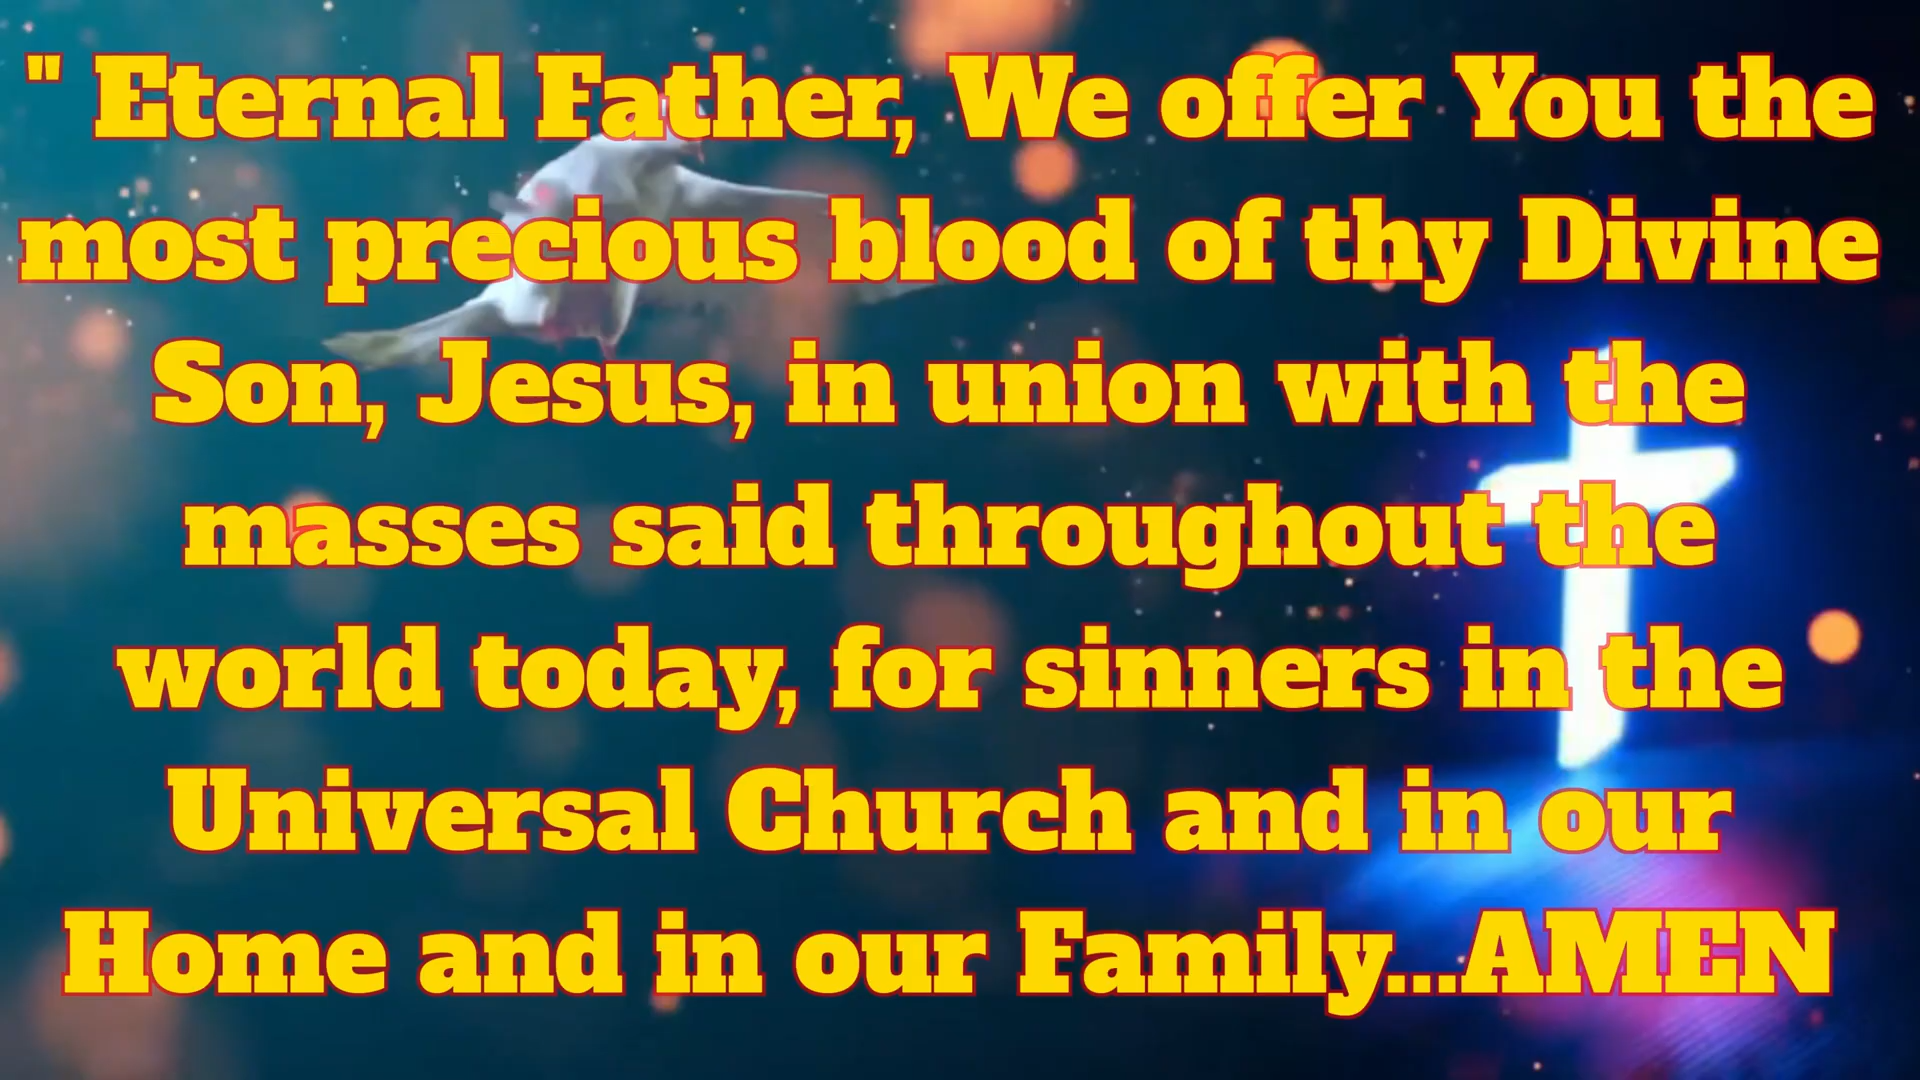 " Eternal Father, We offer You the
most precious blood of thy Divine
Son, Jesus, in union with the
masses said throughout the
world today, for sinners in the
Universal Church and in our
Home and in our Family...AMEN